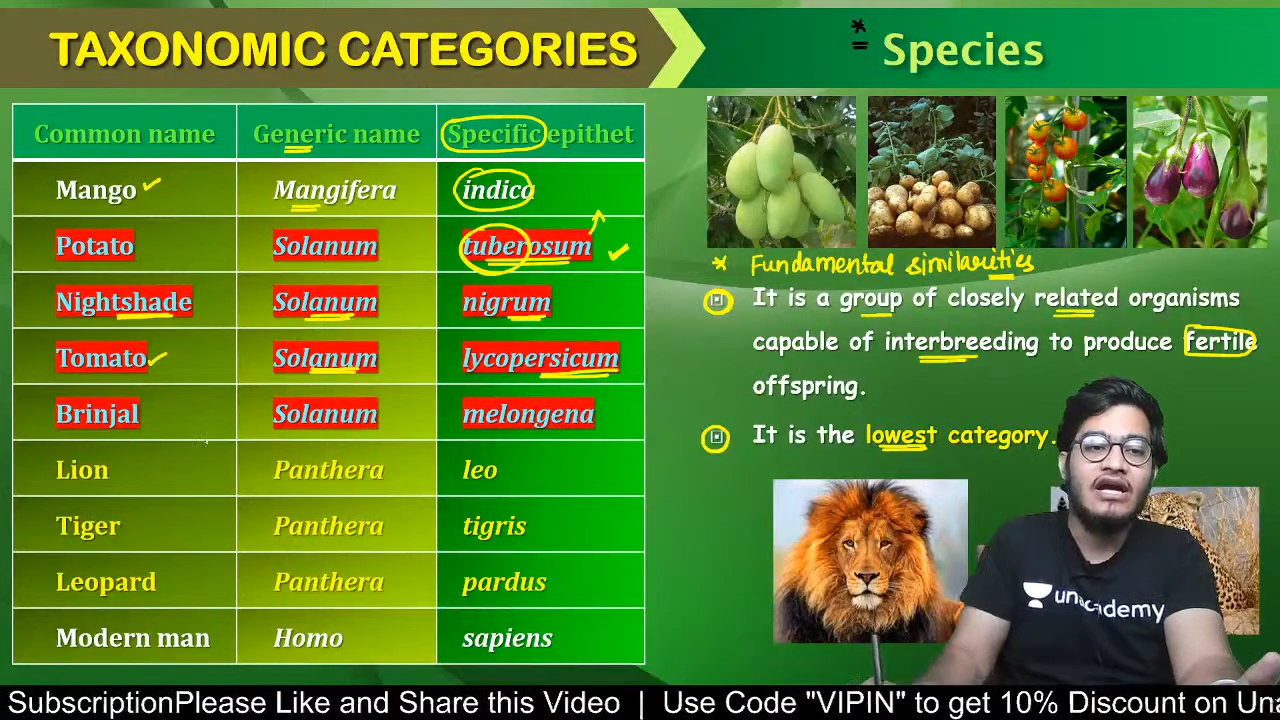 TAXONOMIC CATEGORIES
* = Species
Common name Generic name Specific epithet
Mango Mangifera indica
Potato Solanum tuberosum
Nightshade Solanum nigrum
Tomato Solanum lycopersicum
Brinjal Solanum melongena
Lion Panthera leo
Tiger Panthera tigris
Leopard Panthera pardus
Modern man Homo sapiens
* Fundamental similarities
It is a group of closely related organisms
capable of interbreeding to produce fertile
offspring.
It is the lowest category.
unacademy
SubscriptionPlease Like and Share this Video | Use Code "VIPIN" to get 10% Discount on Una